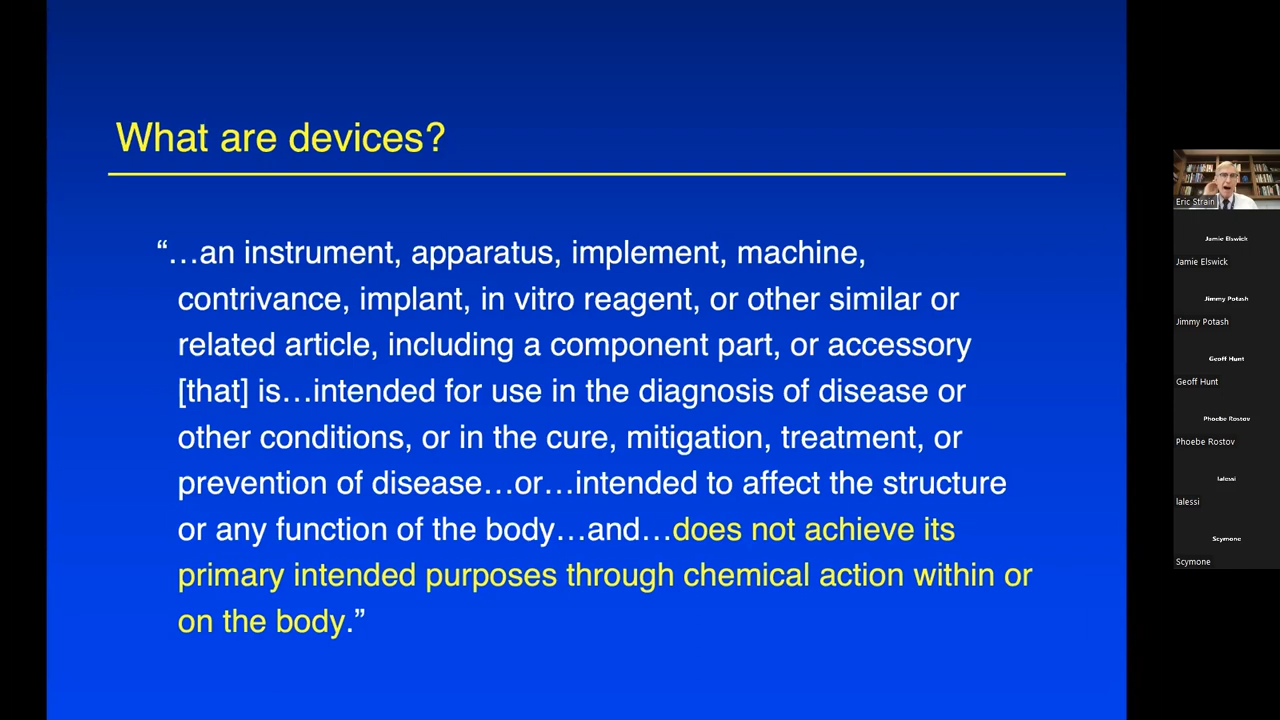 What are devices?
“…an instrument, apparatus, implement, machine,
contrivance, implant, in vitro reagent, or other similar or
related article, including a component part, or accessory
[that] is…intended for use in the diagnosis of disease or
other conditions, or in the cure, mitigation, treatment, or
prevention of disease…or…intended to affect the structure
or any function of the body…and…does not achieve its
primary intended purposes through chemical action within or
on the body.”
Eric Strain
Jamie Elswick
Jamie Elswick
Jimmy Potash
Jimmy Potash
Geoff Hunt
Geoff Hunt
Phoebe Rostov
Phoebe Rostov
lalessi
lalessi
Scymone
Scymone